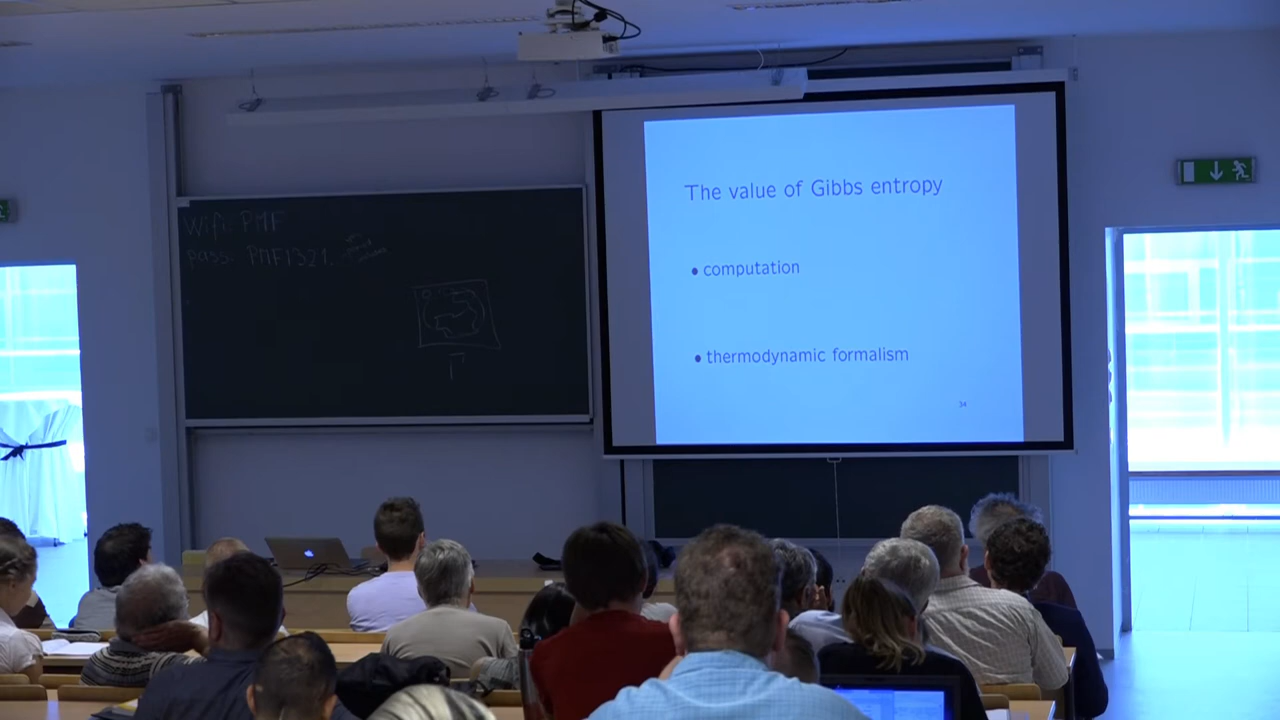 Wifi: PMF
pass: PMF1321.
Γ
The value of Gibbs entropy
• computation
• thermodynamic formalism
34